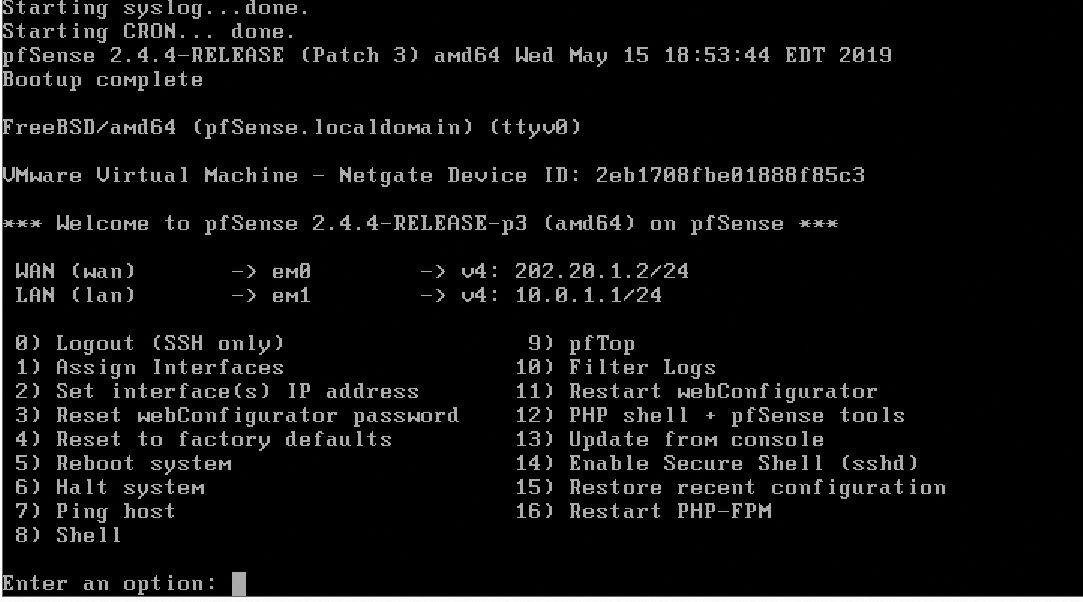 Starting syslog...done.
Starting CRON... done.
pfSense 2.4.4-RELEASE (Patch 3) amd64 Wed May 15 18:53:44 EDT 2019
Bootup complete
FreeBSD/amd64 (pfSense.localdomain) (ttyv0)
VMware Virtual Machine - Netgate Device ID: 2eb1708fbe01888f85c3
*** Welcome to pfSense 2.4.4-RELEASE-p3 (amd64) on pfSense ***
WAN (wan) -> em0 -> v4: 202.20.1.2/24
LAN (lan) -> em1 -> v4: 10.0.1.1/24
0) Logout (SSH only) 9) pfTop
1) Assign Interfaces 10) Filter Logs
2) Set interface(s) IP address 11) Restart webConfigurator
3) Reset webConfigurator password 12) PHP shell + pfSense tools
4) Reset to factory defaults 13) Update from console
5) Reboot system 14) Enable Secure Shell (sshd)
6) Halt system 15) Restore recent configuration
7) Ping host 16) Restart PHP-FPM
8) Shell
Enter an option: